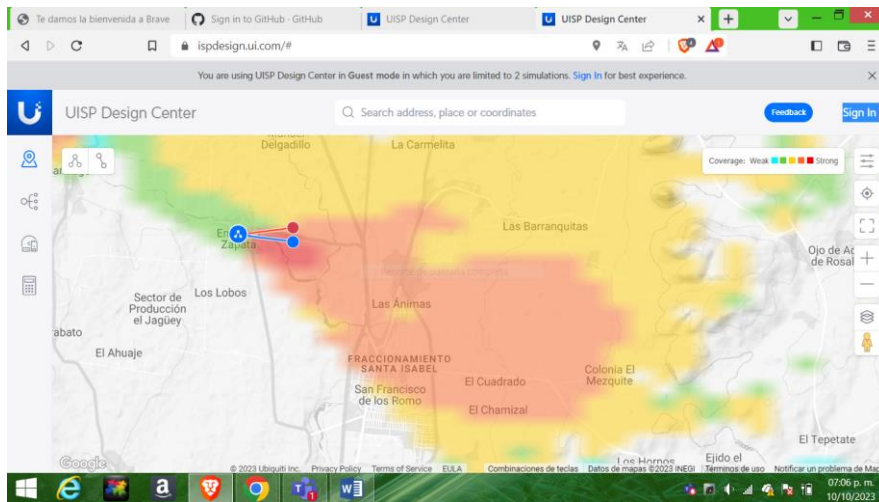 Te damos la bienvenida a Brave
Sign in to GitHub · GitHub
UISP Design Center
UISP Design Center
ispdesign.ui.com/#
You are using UISP Design Center in Guest mode in which you are limited to 2 simulations. Sign In for best experience.
UISP Design Center
Search address, place or coordinates
Feedback
Sign In
Delgadillo
La Carmelita
Coverage: Weak
Strong
Las Barranquitas
Zapata
Ojo de
de Rosal
Los Lobos
Sector de
Producción
el Jagüey
Las Ánimas
abato
El Ahuaje
FRACCIONAMIENTO
SANTA ISABEL
San Francisco
de los Romo
El Cuadrado
Colonia El
Mezquite
El Chamizal
El Tepetate
Los Hornos
Ejido el
Google
© 2023 Ubiquiti Inc.
Privacy Policy
Terms of Service
EULA
Combinaciones de teclas
Datos de mapas ©2023 INEGI
Términos de uso
Notificar un problema de Map
07:06 p. m.
10/10/2023